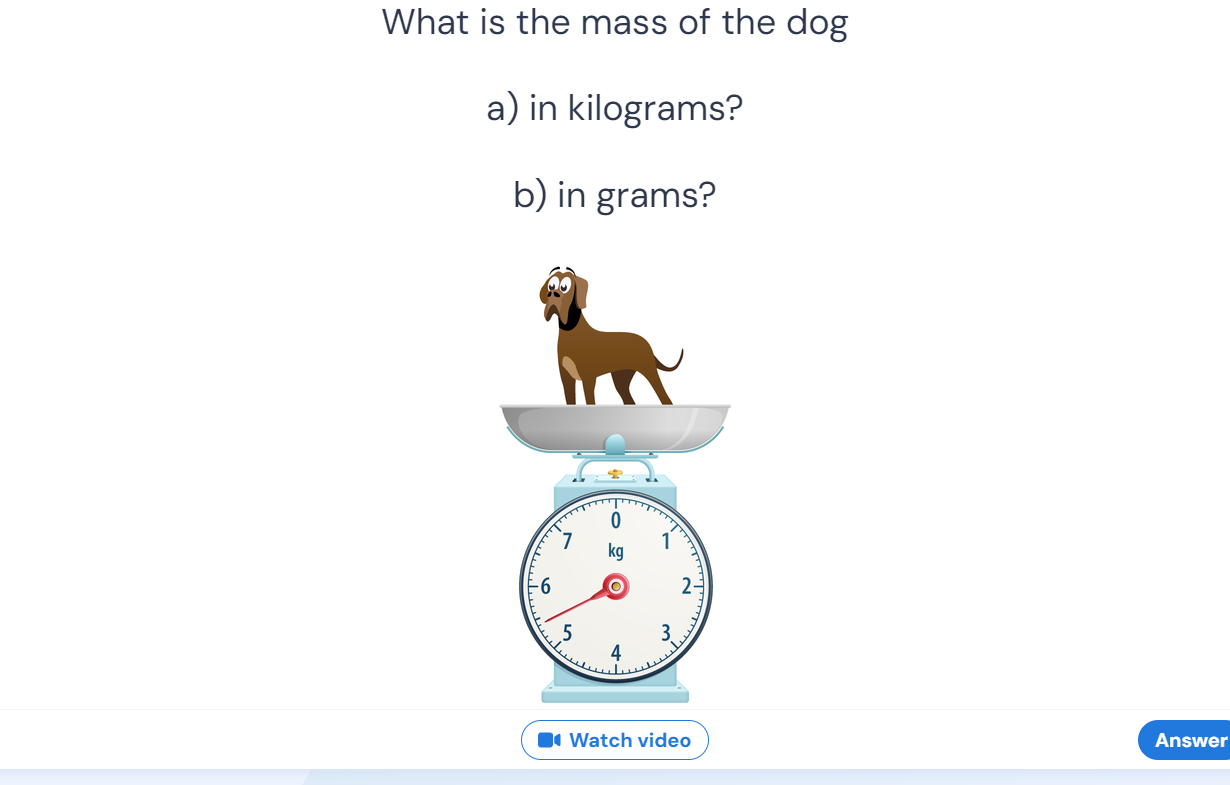 What is the mass of the dog
a) in kilograms?
b) in grams?
0
7
1
kg
6
2
5
3
4
Watch video
Answer